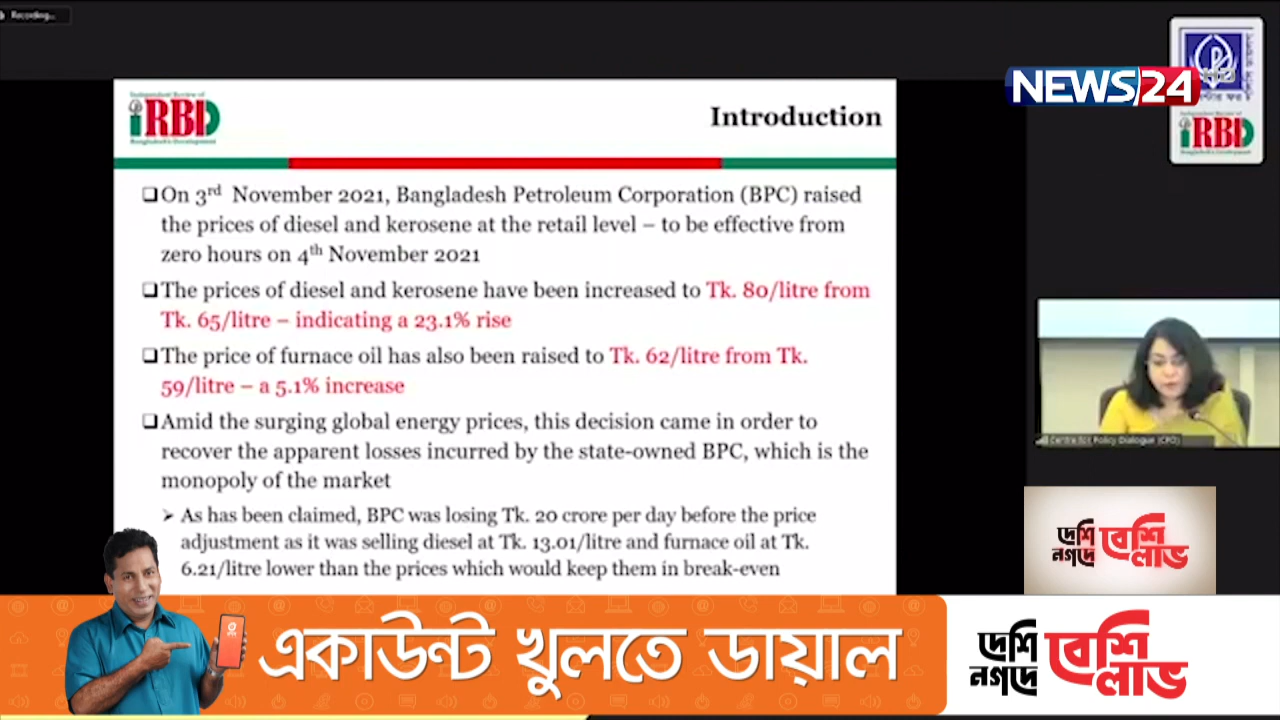 Recording...
NEWS 24
Independent Review of
iRBD
Bangladesh's Development
Introduction
iRBD
❑On 3rd November 2021, Bangladesh Petroleum Corporation (BPC) raised
the prices of diesel and kerosene at the retail level – to be effective from
zero hours on 4th November 2021
❑The prices of diesel and kerosene have been increased to Tk. 80/litre from
Tk. 65/litre – indicating a 23.1% rise
❑The price of furnace oil has also been raised to Tk. 62/litre from Tk.
59/litre – a 5.1% increase
❑Amid the surging global energy prices, this decision came in order to
recover the apparent losses incurred by the state-owned BPC, which is the
monopoly of the market
➢ As has been claimed, BPC was losing Tk. 20 crore per day before the price
adjustment as it was selling diesel at Tk. 13.01/litre and furnace oil at Tk.
6.21/litre lower than the prices which would keep them in break-even
Centre for Policy Dialogue (CPD)
দেশি বেশি
নগদে লাভ
একাউন্ট খুলতে ডায়াল
দেশি বেশি
নগদে লাভ